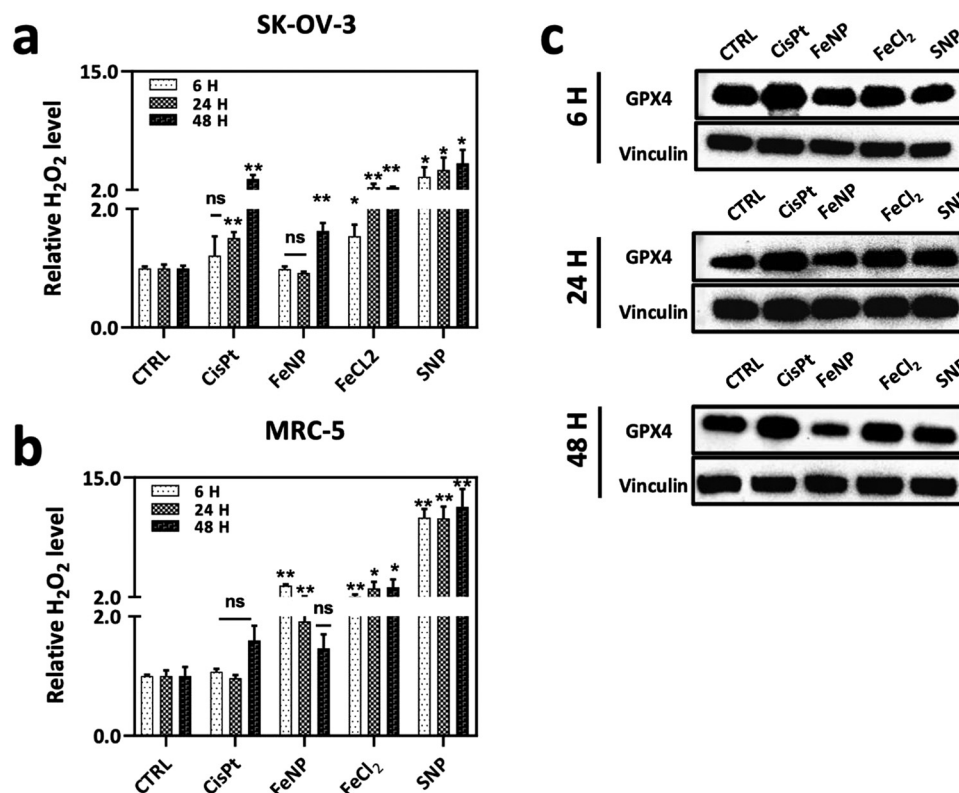 a
SK-OV-3
Relative H₂O₂ level
15.0
2.0
2.0
0.0
6 H
24 H
48 H
ns
**
**
ns
**
*
**
**
*
*
*
CTRL
CisPt
FeNP
FeCL2
SNP
b
MRC-5
Relative H₂O₂ level
15.0
2.0
2.0
0.0
6 H
24 H
48 H
ns
**
**
ns
**
*
*
**
**
**
CTRL
CisPt
FeNP
FeCl₂
SNP
c
6 H
CTRL
CisPt
FeNP
FeCl₂
SNP
GPX4
Vinculin
24 H
CTRL
CisPt
FeNP
FeCl₂
SNP
GPX4
Vinculin
48 H
CTRL
CisPt
FeNP
FeCl₂
SNP
GPX4
Vinculin